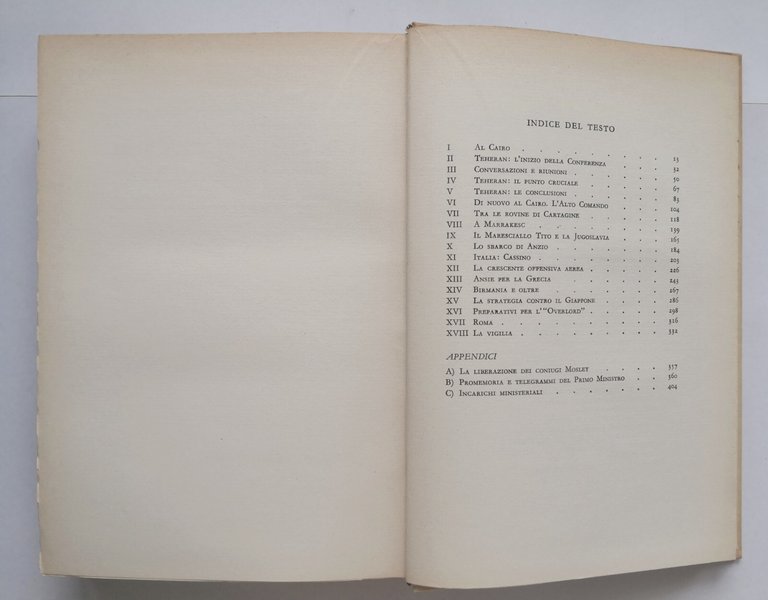 INDICE DEL TESTO
I Al Cairo . . . . . . . . 13
II Teheran: l'inizio della Conferenza . . . 32
III Conversazioni e riunioni . . . . . 50
IV Teheran: il punto cruciale . . . . . 67
V Teheran: le conclusioni . . . . . 83
VI Di nuovo al Cairo. L'Alto Comando . . . 104
VII Tra le rovine di Cartagine . . . . . 118
VIII A Marrakesc . . . . . . . 139
IX Il Maresciallo Tito e la Jugoslavia . . . 165
X Lo sbarco di Anzio . . . . . . 184
XI Italia: Cassino . . . . . . . 203
XII La crescente offensiva aerea . . . . . 226
XIII Ansie per la Grecia . . . . . . 243
XIV Birmania e oltre . . . . . . 267
XV La strategia contro il Giappone . . . . 286
XVI Preparativi per l'"Overlord" . . . . . 298
XVII Roma . . . . . . . . 316
XVIII La vigilia . . . . . . . . 332
APPENDICI
A) La liberazione dei coniugi Mosley . . . . 357
B) Promemoria e telegrammi del Primo Ministro . . 360
C) Incarichi ministeriali . . . . . . 404